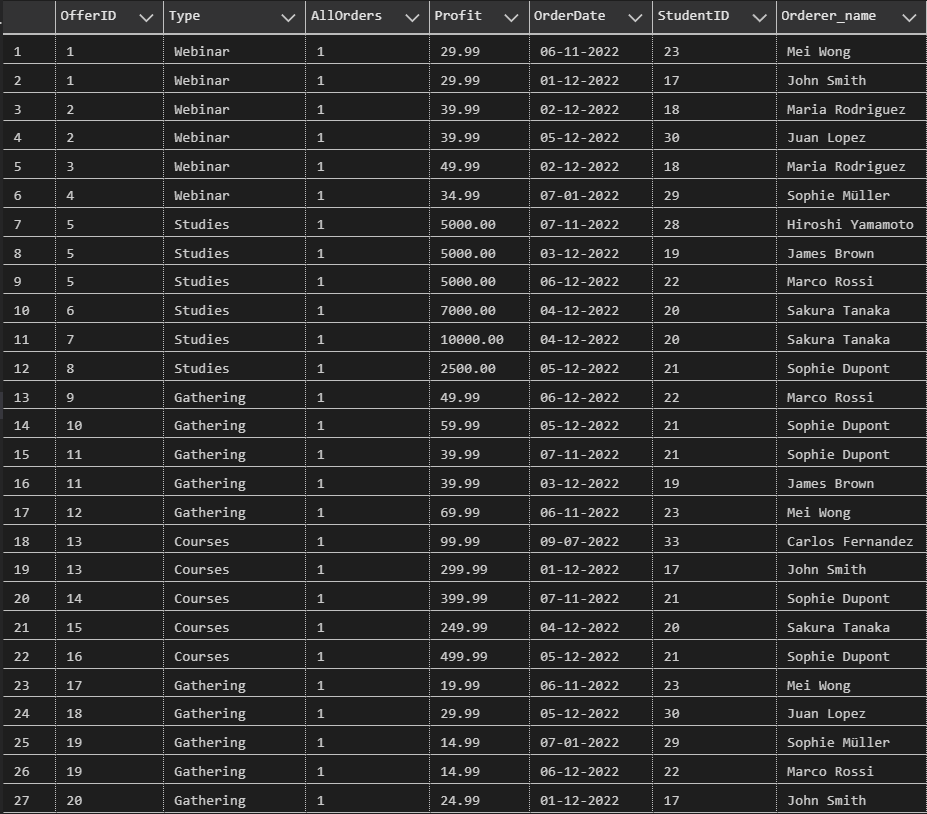 OfferID Type AllOrders Profit OrderDate StudentID Orderer_name
1 1 Webinar 1 29.99 06-11-2022 23 Mei Wong
2 1 Webinar 1 29.99 01-12-2022 17 John Smith
3 2 Webinar 1 39.99 02-12-2022 18 Maria Rodriguez
4 2 Webinar 1 39.99 05-12-2022 30 Juan Lopez
5 3 Webinar 1 49.99 02-12-2022 18 Maria Rodriguez
6 4 Webinar 1 34.99 07-01-2022 29 Sophie Müller
7 5 Studies 1 5000.00 07-11-2022 28 Hiroshi Yamamoto
8 5 Studies 1 5000.00 03-12-2022 19 James Brown
9 5 Studies 1 5000.00 06-12-2022 22 Marco Rossi
10 6 Studies 1 7000.00 04-12-2022 20 Sakura Tanaka
11 7 Studies 1 10000.00 04-12-2022 20 Sakura Tanaka
12 8 Studies 1 2500.00 05-12-2022 21 Sophie Dupont
13 9 Gathering 1 49.99 06-12-2022 22 Marco Rossi
14 10 Gathering 1 59.99 05-12-2022 21 Sophie Dupont
15 11 Gathering 1 39.99 07-11-2022 21 Sophie Dupont
16 11 Gathering 1 39.99 03-12-2022 19 James Brown
17 12 Gathering 1 69.99 06-11-2022 23 Mei Wong
18 13 Courses 1 99.99 09-07-2022 33 Carlos Fernandez
19 13 Courses 1 299.99 01-12-2022 17 John Smith
20 14 Courses 1 399.99 07-11-2022 21 Sophie Dupont
21 15 Courses 1 249.99 04-12-2022 20 Sakura Tanaka
22 16 Courses 1 499.99 05-12-2022 21 Sophie Dupont
23 17 Gathering 1 19.99 06-11-2022 23 Mei Wong
24 18 Gathering 1 29.99 05-12-2022 30 Juan Lopez
25 19 Gathering 1 14.99 07-01-2022 29 Sophie Müller
26 19 Gathering 1 14.99 06-12-2022 22 Marco Rossi
27 20 Gathering 1 24.99 01-12-2022 17 John Smith